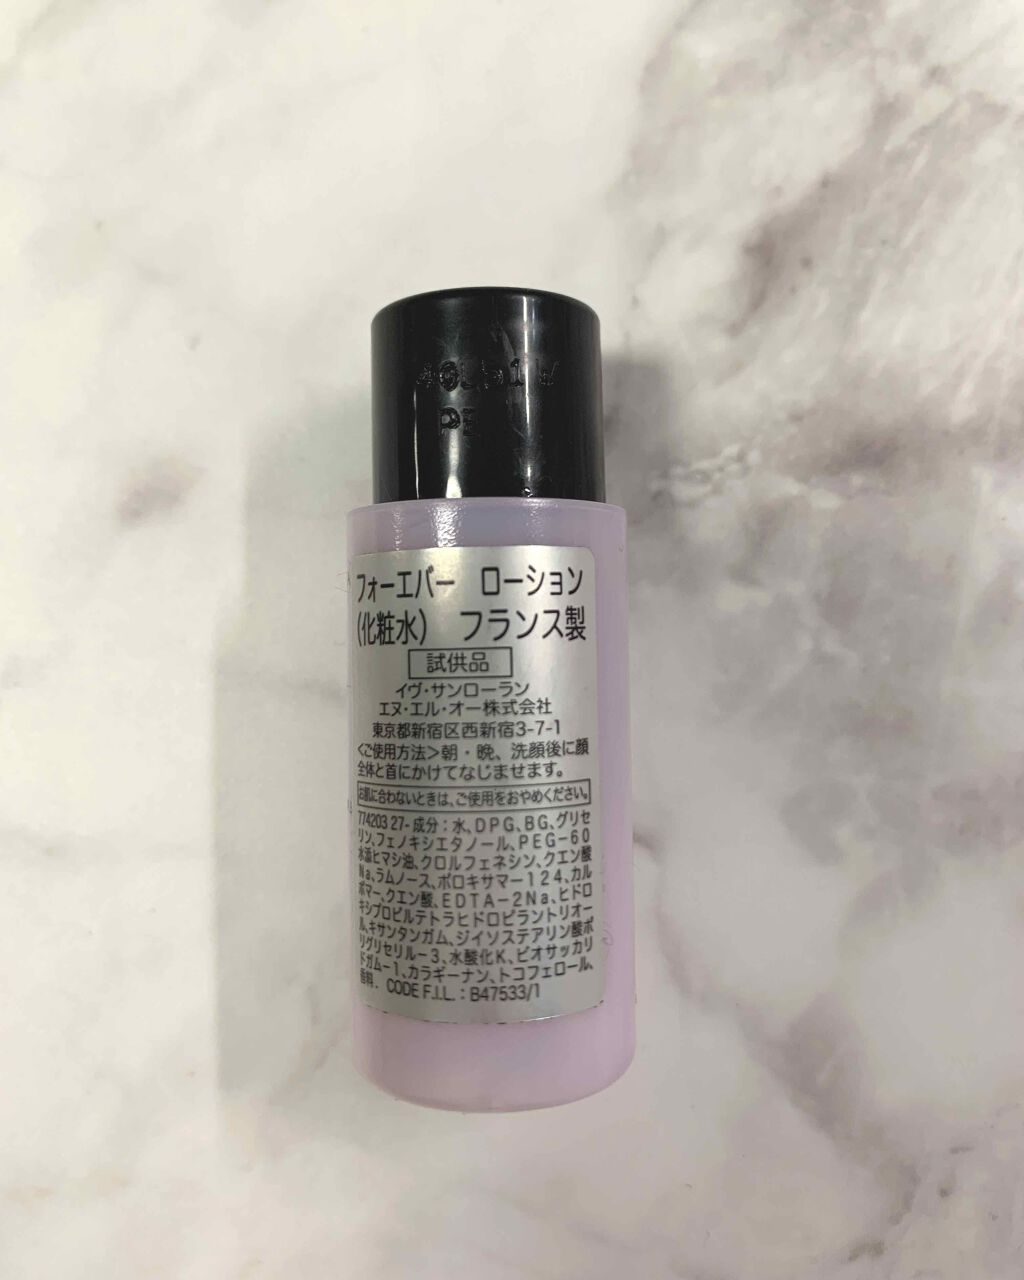 フォーエバー ローション
(化粧水) フランス製
試供品
イヴ・サンローラン
エヌ・エル・オー株式会社
東京都新宿区西新宿3-7-1
<ご使用方法>朝・晩、洗顔後に顔
全体と首にかけてなじませます。
お肌に合わないときは、ご使用をおやめください。
774203 27- 成分：水、DPG、BG、グリセ
リン、フェノキシエタノール、PEG-60
水添ヒマシ油、クロルフェネシン、クエン酸
Na、ラムノース、ポロキサマー124、カル
ボマー、クエン酸、EDTA-2Na、ヒドロ
キシプロピルテトラヒドロピラントリオー
ル、キサンタンガム、ジイソステアリン酸ポ
リグリセリル-3、水酸化K、ビオサッカリ
ドガム-1、カラギーナン、トコフェロール、
香料. CODE F.I.L.：B47533/1